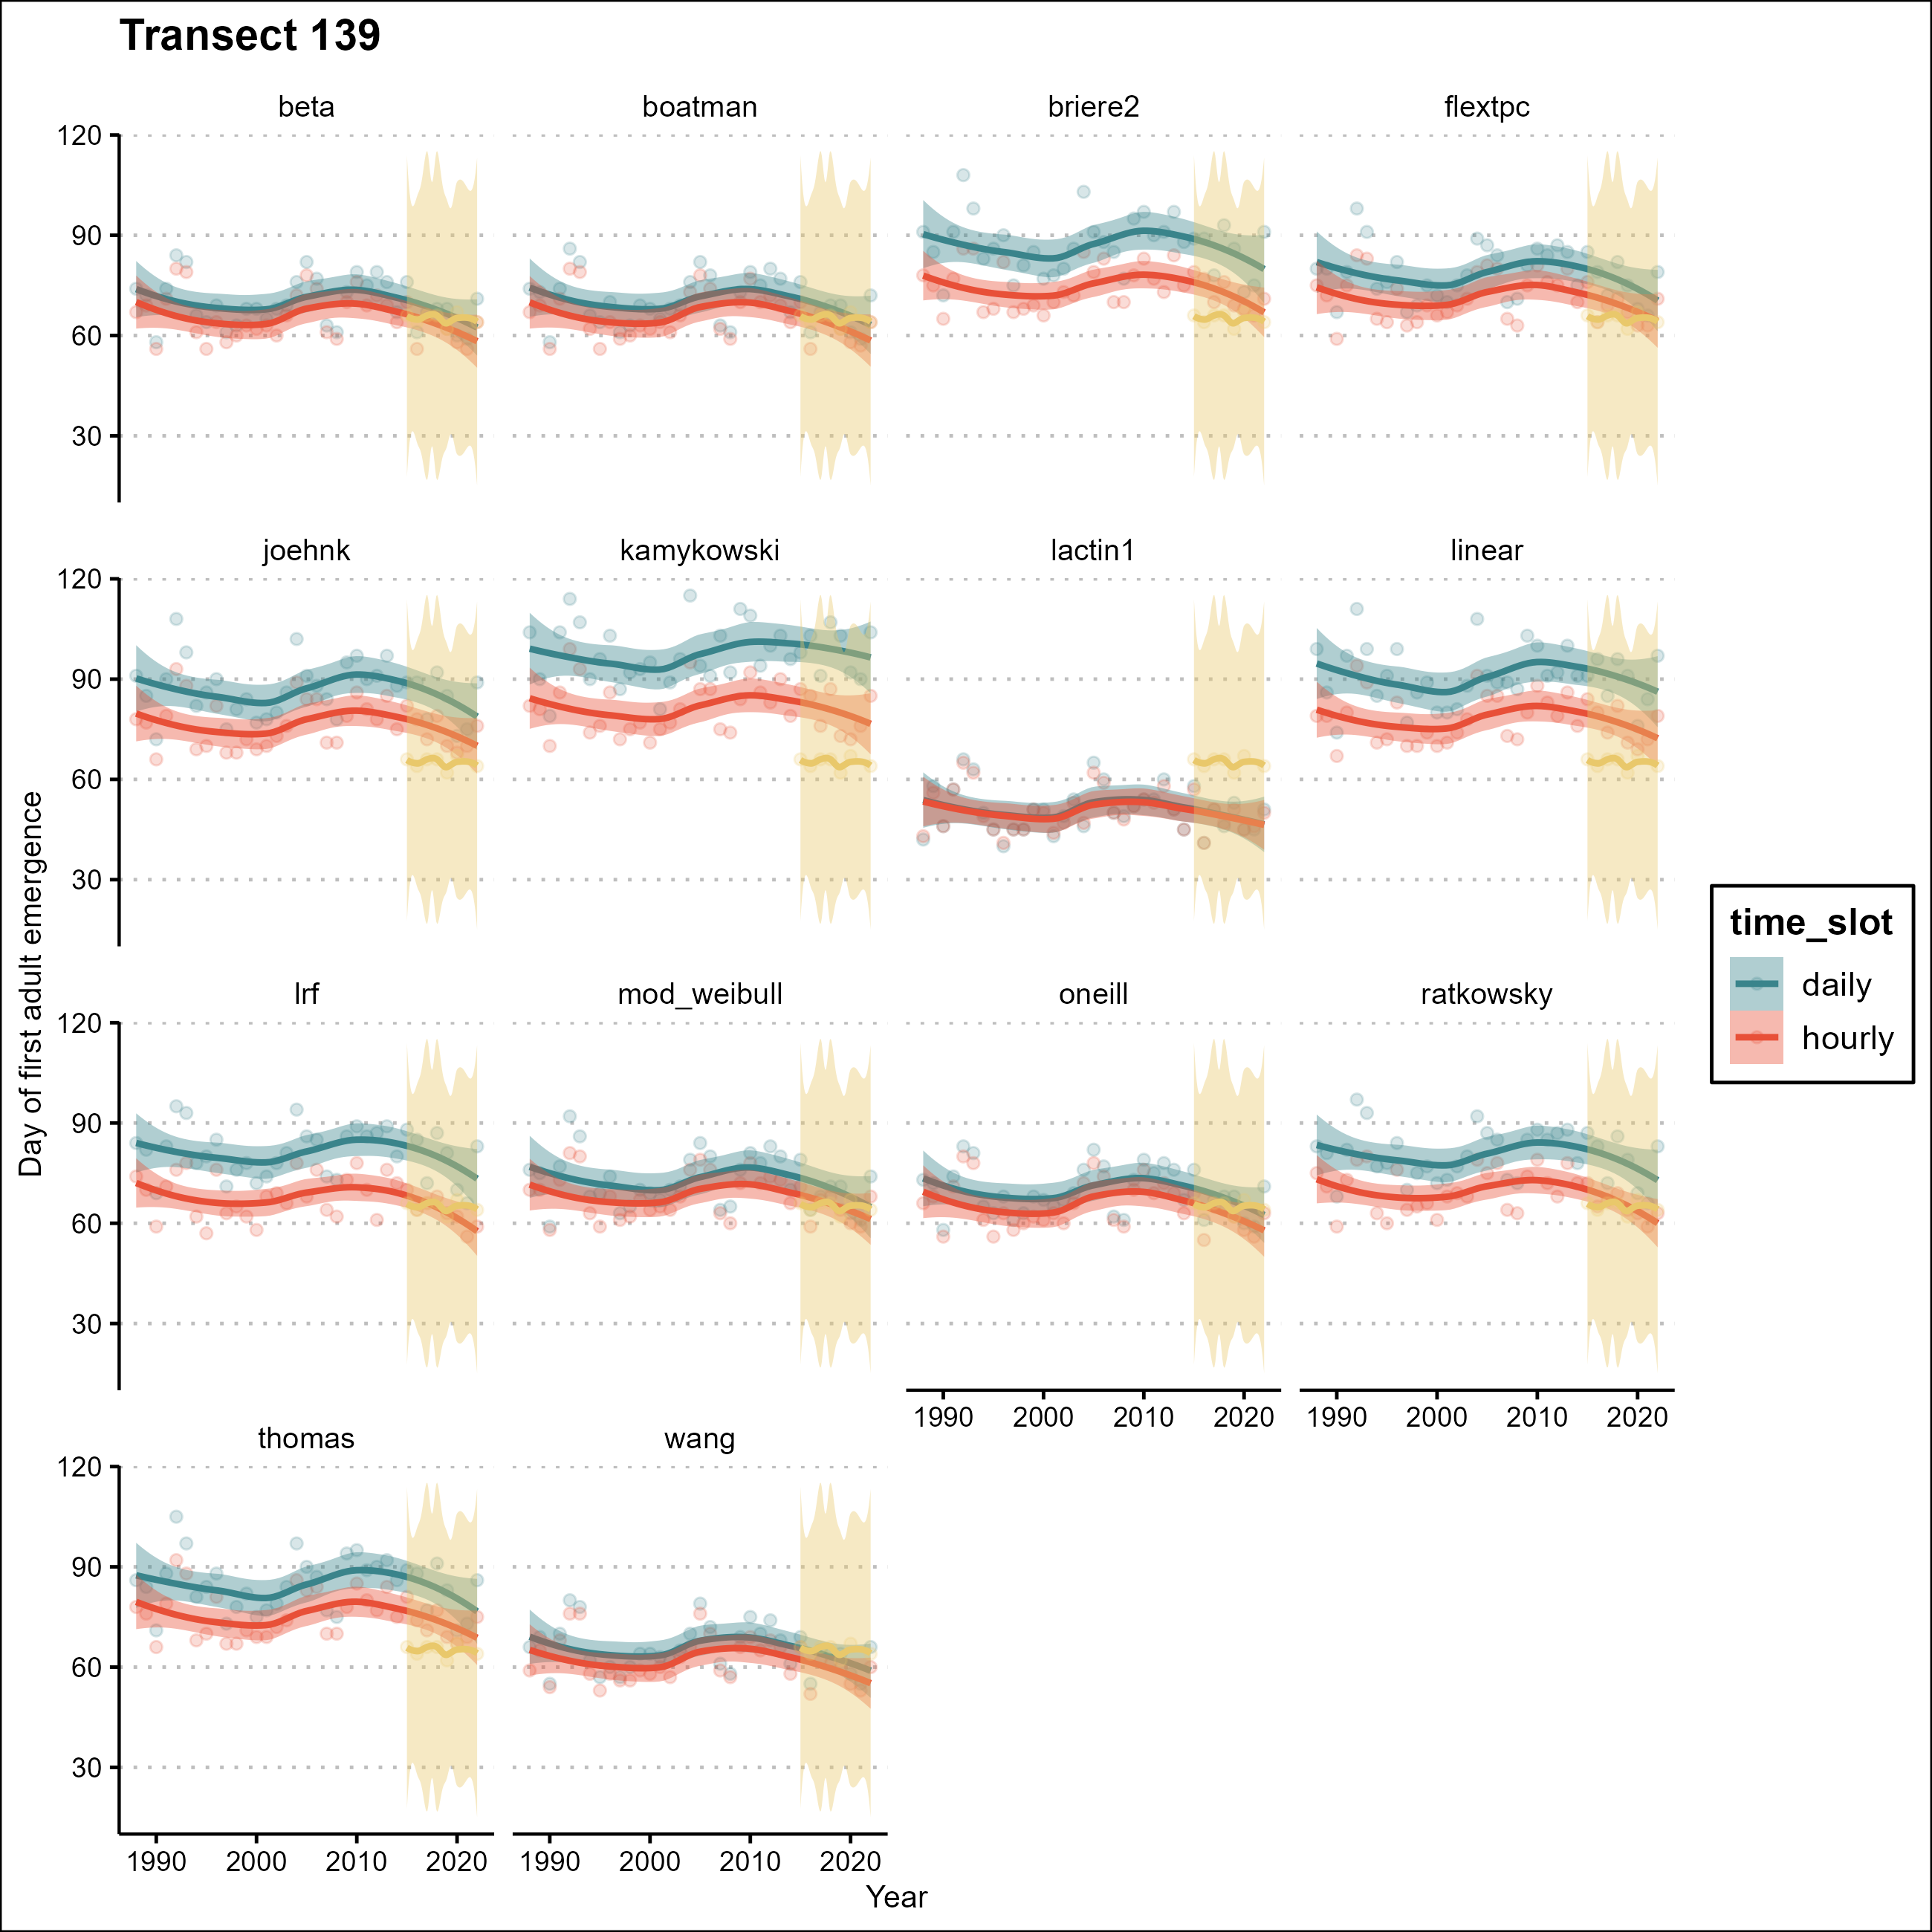 Transect 139
beta boatman briere2 flextpc
120
90
60
30
joehnk kamykowski lactin1 linear
120
90
60
30
lrf mod_weibull oneill ratkowsky
120
90
60
30
1990 2000 2010 2020 1990 2000 2010 2020
thomas wang
120
90
60
30
1990 2000 2010 2020 1990 2000 2010 2020
Year
Day of first adult emergence
time_slot
daily
hourly